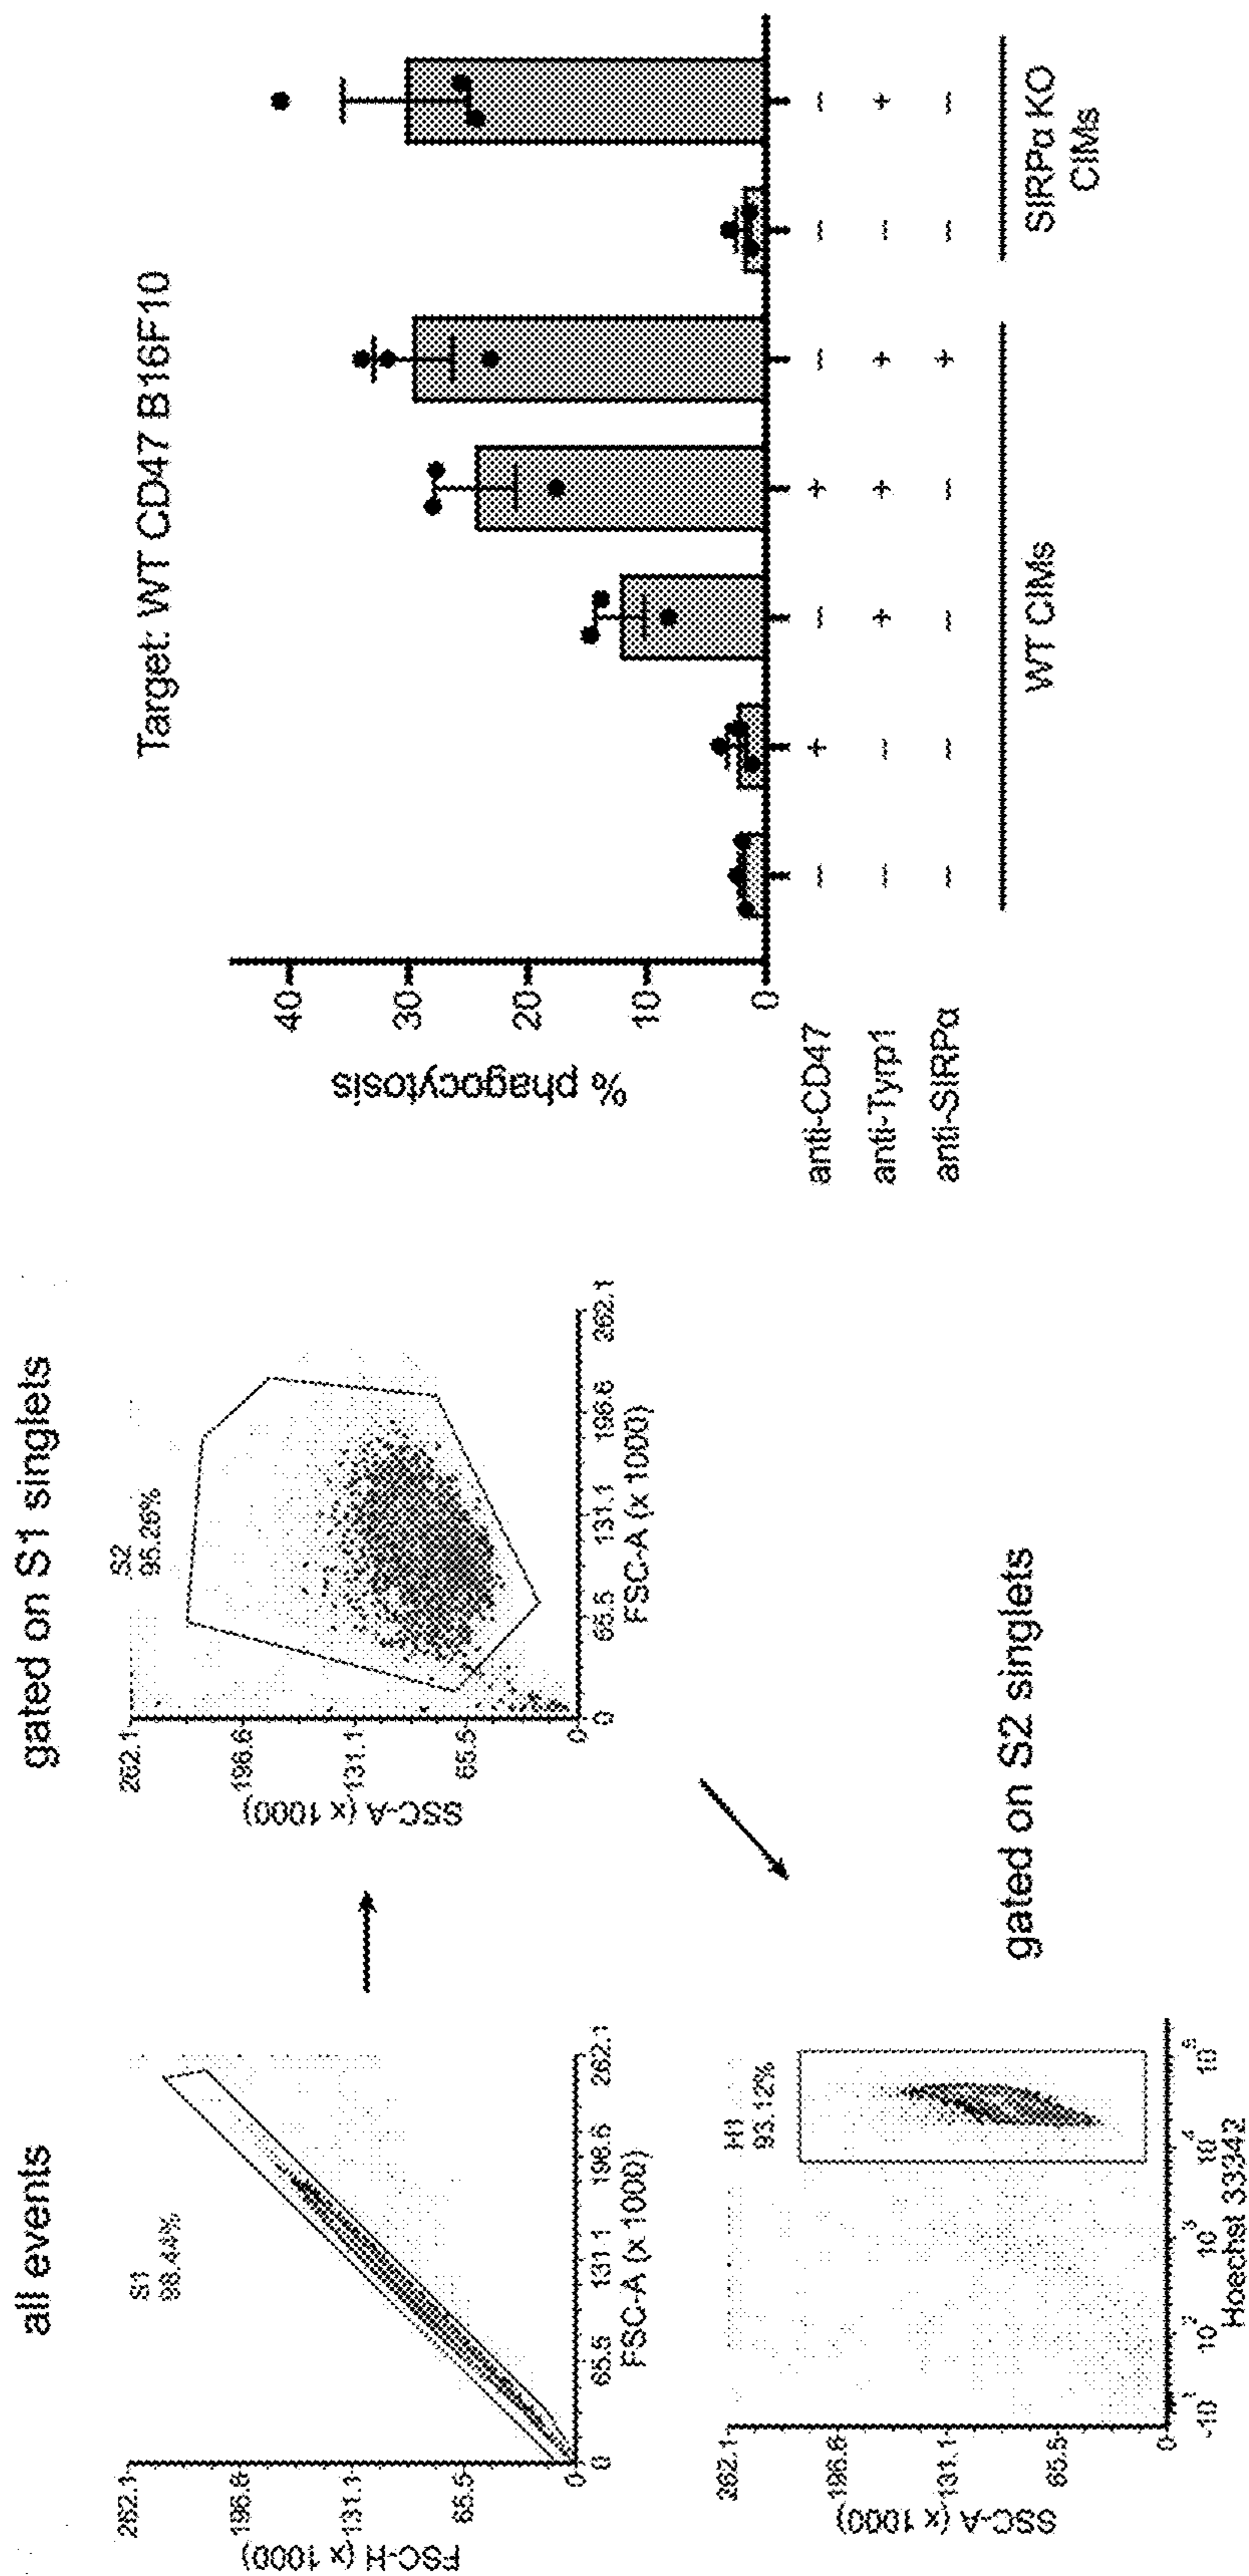 all events
S1
98.44%
262.1
196.6
131.1
65.5
0
FSC-H (x 1000)
0
65.5
131.1
196.6
262.1
FSC-A (x 1000)
gated on S1 singlets
S2
95.26%
262.1
196.6
131.1
65.5
0
SSC-A (x 1000)
0
65.5
131.1
196.6
262.1
FSC-A (x 1000)
gated on S2 singlets
H1
93.12%
262.1
196.6
131.1
65.5
0
SSC-A (x 1000)
10²
10³
10⁴
10⁵
Hoechst 33342
Target: WT CD47 B16F10
% phagocytosis
40
30
20
10
0
anti-CD47 – + – + – – –
anti-Tyrp1 – – + + + – +
anti-SIRPα – – – – + – –
WT CIMs
SIRPα KO
CIMs